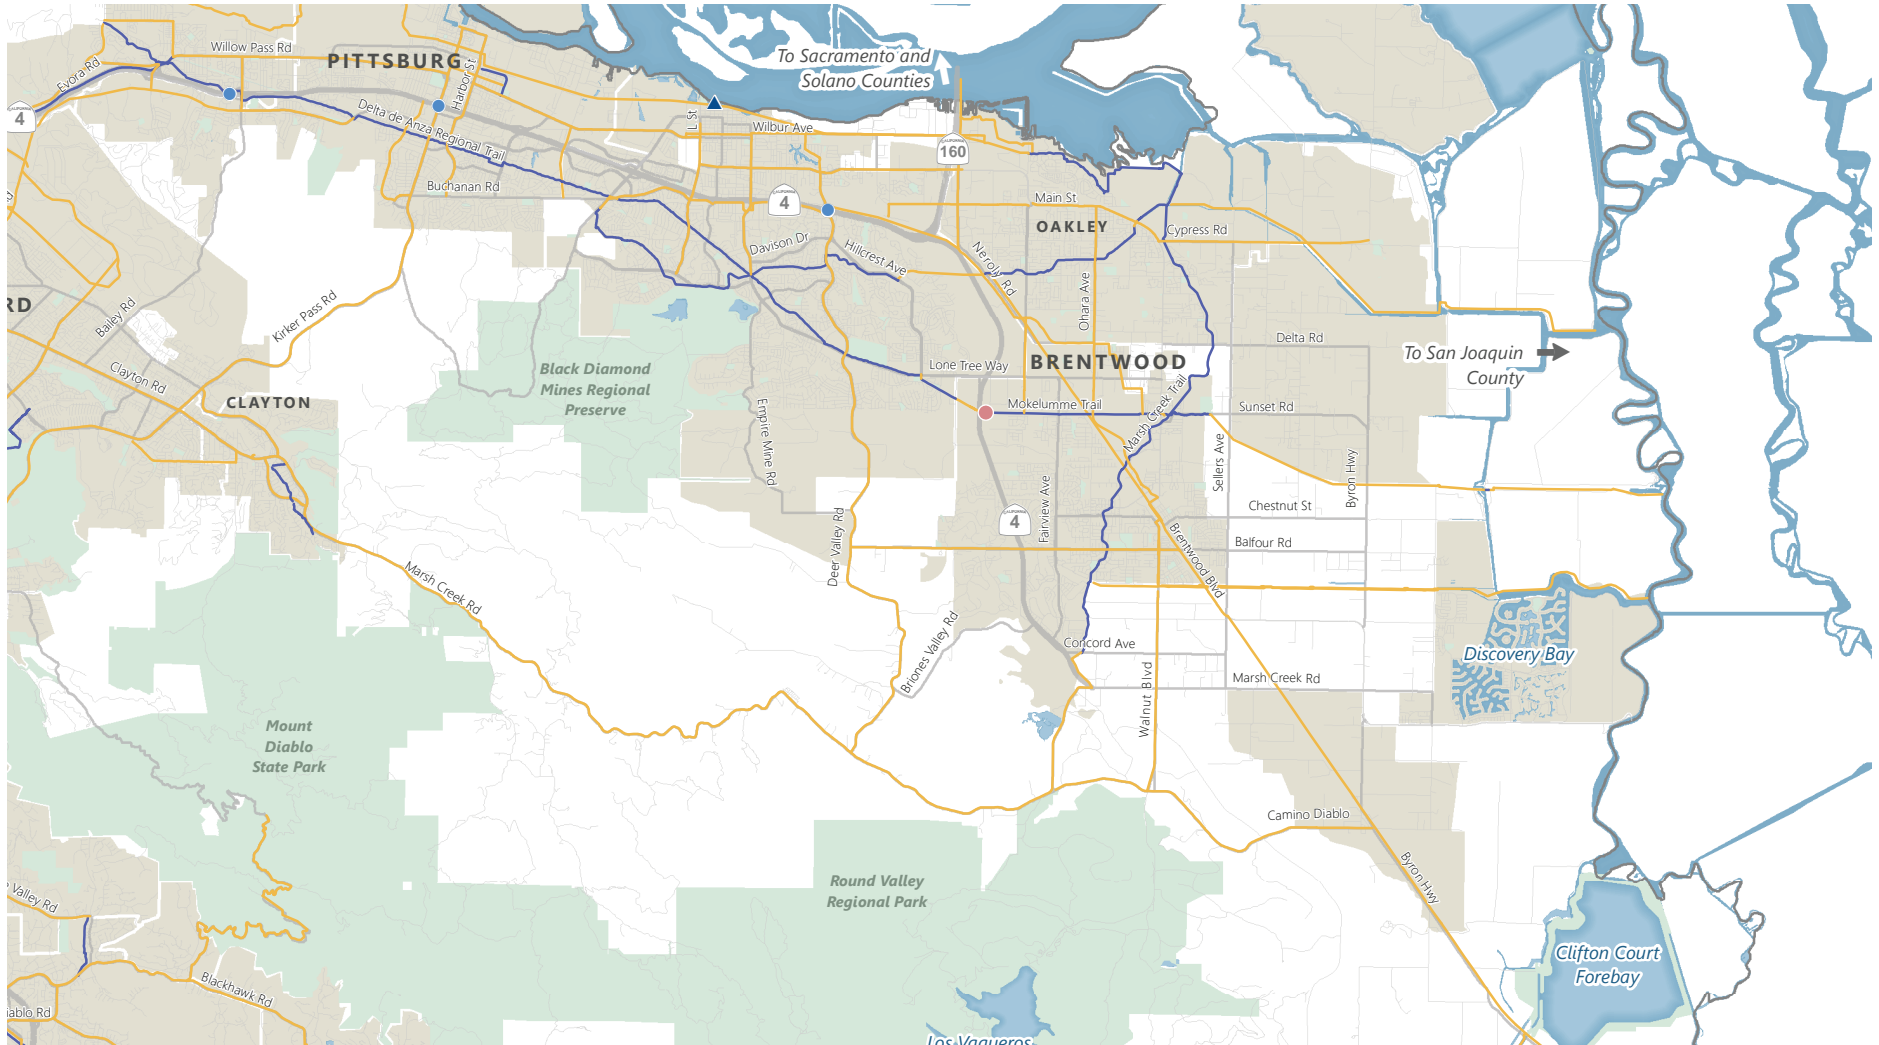 Willow Pass Rd
PITTSBURG
Evora Rd
Harbor St
To Sacramento and
Solano Counties
CALIFORNIA
4
Delta de Anza Regional Trail
L St
Wilbur Ave
CALIFORNIA
160
Buchanan Rd
CALIFORNIA
4
Main St
OAKLEY
Cypress Rd
Davison Dr
Hillcrest Ave
Neroly Rd
Ohara Ave
RD
Bailey Rd
Kirker Pass Rd
Delta Rd
To San Joaquin
County
BRENTWOOD
Lone Tree Way
Black Diamond
Mines Regional
Preserve
Clayton Rd
CLAYTON
Empire Mine Rd
Mokelumme Trail
Marsh Creek Trail
Sunset Rd
Sellers Ave
Byron Hwy
Fairview Ave
Chestnut St
CALIFORNIA
4
Deer Valley Rd
Brentwood Blvd
Balfour Rd
Marsh Creek Rd
Briones Valley Rd
Concord Ave
Discovery Bay
Marsh Creek Rd
Walnut Blvd
Mount
Diablo
State Park
Camino Diablo
Byron Hwy
Round Valley
Regional Park
Valley Rd
Clifton Court
Forebay
Blackhawk Rd
iablo Rd
Los Vaqueros